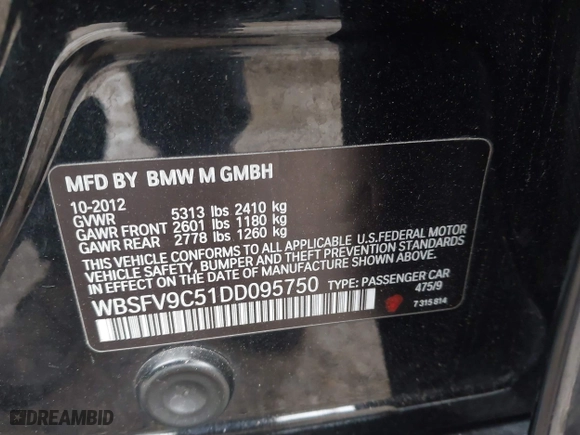 MFD BY BMW M GMBH
10-2012
GVWR 5313 lbs 2410 kg
GAWR FRONT 2601 lbs 1180 kg
GAWR REAR 2778 lbs 1260 kg
THIS VEHICLE CONFORMS TO ALL APPLICABLE U.S.FEDERAL MOTOR
VEHICLE SAFETY, BUMPER AND THEFT PREVENTION STANDARDS
IN EFFECT ON THE DATE OF MANUFACTURE SHOWN ABOVE.
WBSFV9C51DD095750 TYPE: PASSENGER CAR
475/9
7 315 814
DREAMBID